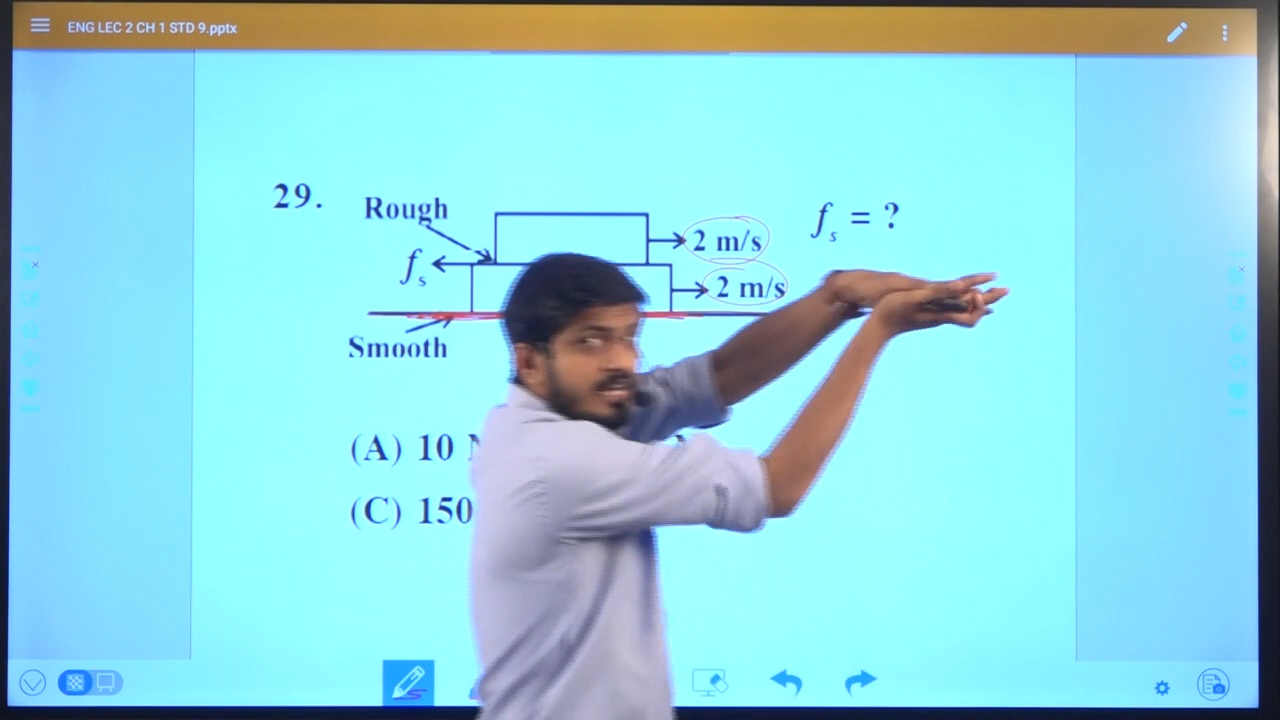 ENG LEC 2 CH 1 STD 9.pptx
29.
Rough
2 m/s
fₛ = ?
fₛ
2 m/s
Smooth
(A) 10
(C) 150